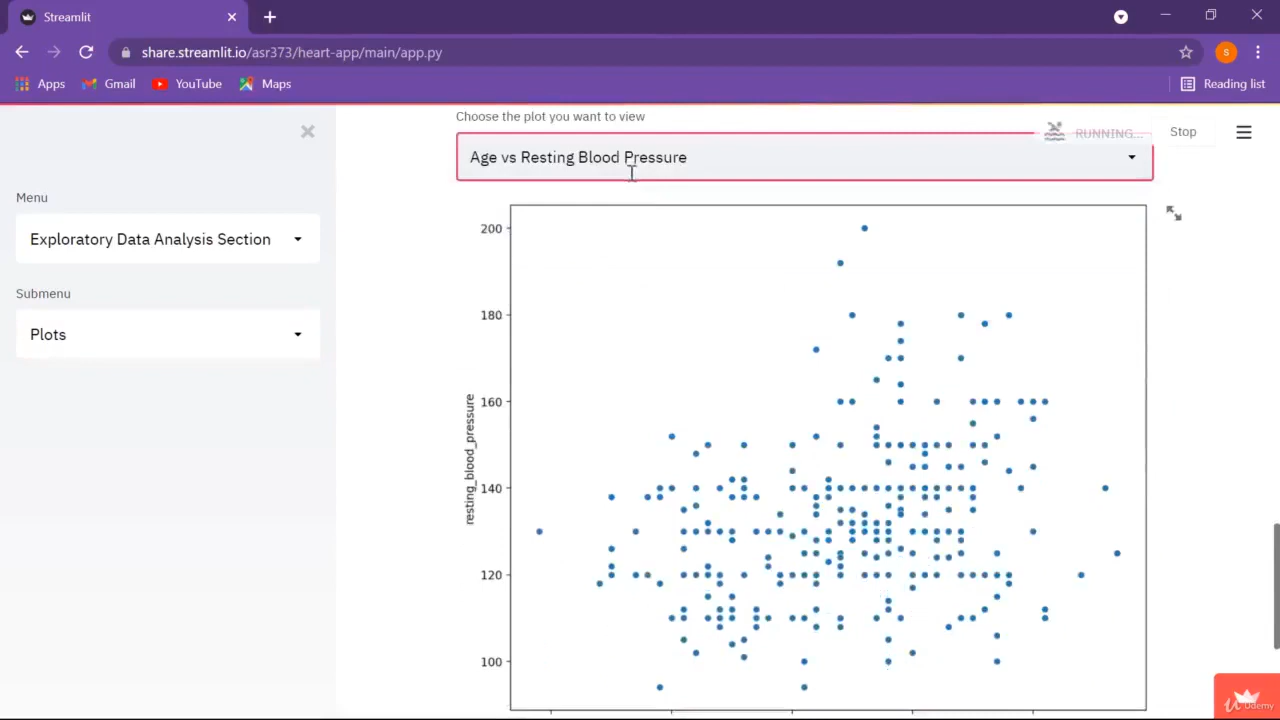 Streamlit
share.streamlit.io/asr373/heart-app/main/app.py
S
Apps
Gmail
YouTube
Maps
Reading list
Choose the plot you want to view
RUNNING...
Stop
Age vs Resting Blood Pressure
Menu
Exploratory Data Analysis Section
Submenu
Plots
200
180
160
140
120
100
resting_blood_pressure
Udemy